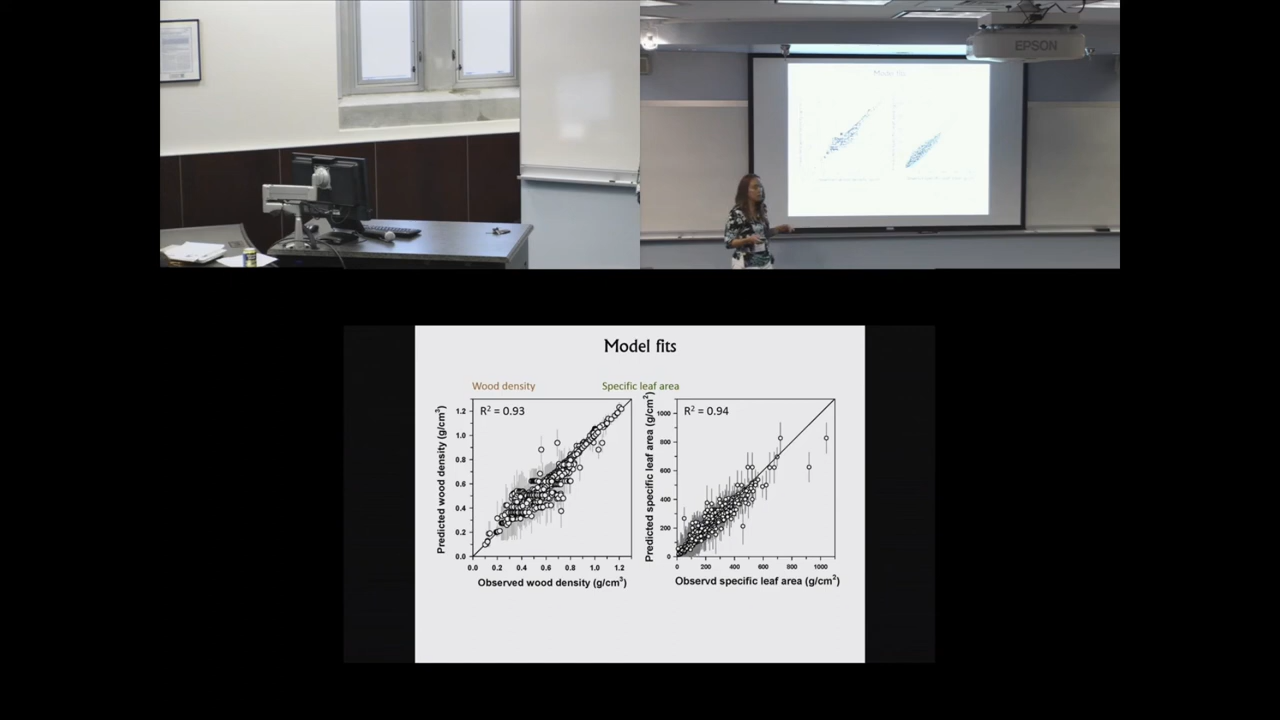 EPSON
Model fits
Model fits
Wood density
Specific leaf area
R² = 0.93
R² = 0.94
Predicted wood density (g/cm³)
1.2
1.0
0.8
0.6
0.4
0.2
0.0
0.0 0.2 0.4 0.6 0.8 1.0 1.2
Observed wood density (g/cm³)
Predicted specific leaf area (g/cm²)
1000
800
600
400
200
0
0 200 400 600 800 1000
Observd specific leaf area (g/cm²)